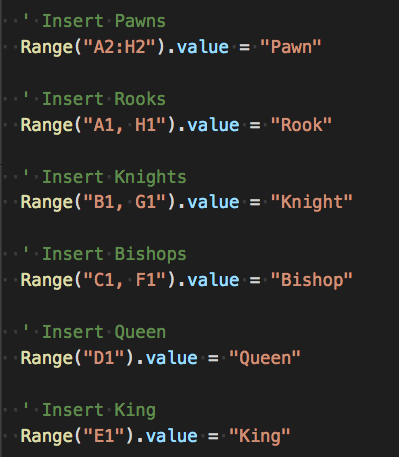 ' Insert Pawns
Range("A2:H2").value = "Pawn"
' Insert Rooks
Range("A1, H1").value = "Rook"
' Insert Knights
Range("B1, G1").value = "Knight"
' Insert Bishops
Range("C1, F1").value = "Bishop"
' Insert Queen
Range("D1").value = "Queen"
' Insert King
Range("E1").value = "King"